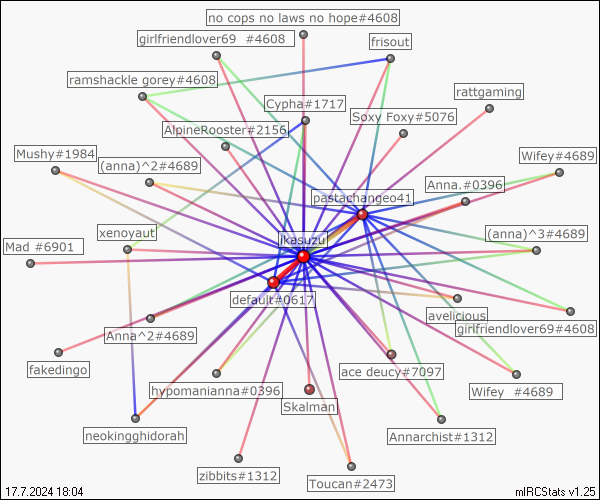 no cops no laws no hope#4608
girlfriendlover69 #4608
frisout
ramshackle gorey#4608
rattgaming
Cypha#1717
Soxy Foxy#5076
AlpineRooster#2156
Mushy#1984
Wifey#4689
(anna)^2#4689
Anna.#0396
pastachangeo41
xenoyaut
(anna)^3#4689
ikasuzu
Mad #6901
default#0617
avelicious
girlfriendlover69#4608
Anna^2#4689
fakedingo
ace deucy#7097
hypomanianna#0396
Wifey #4689
Skalman
neokingghidorah
Annarchist#1312
zibbits#1312
Toucan#2473
17.7.2024 18:04
mIRCStats v1.25